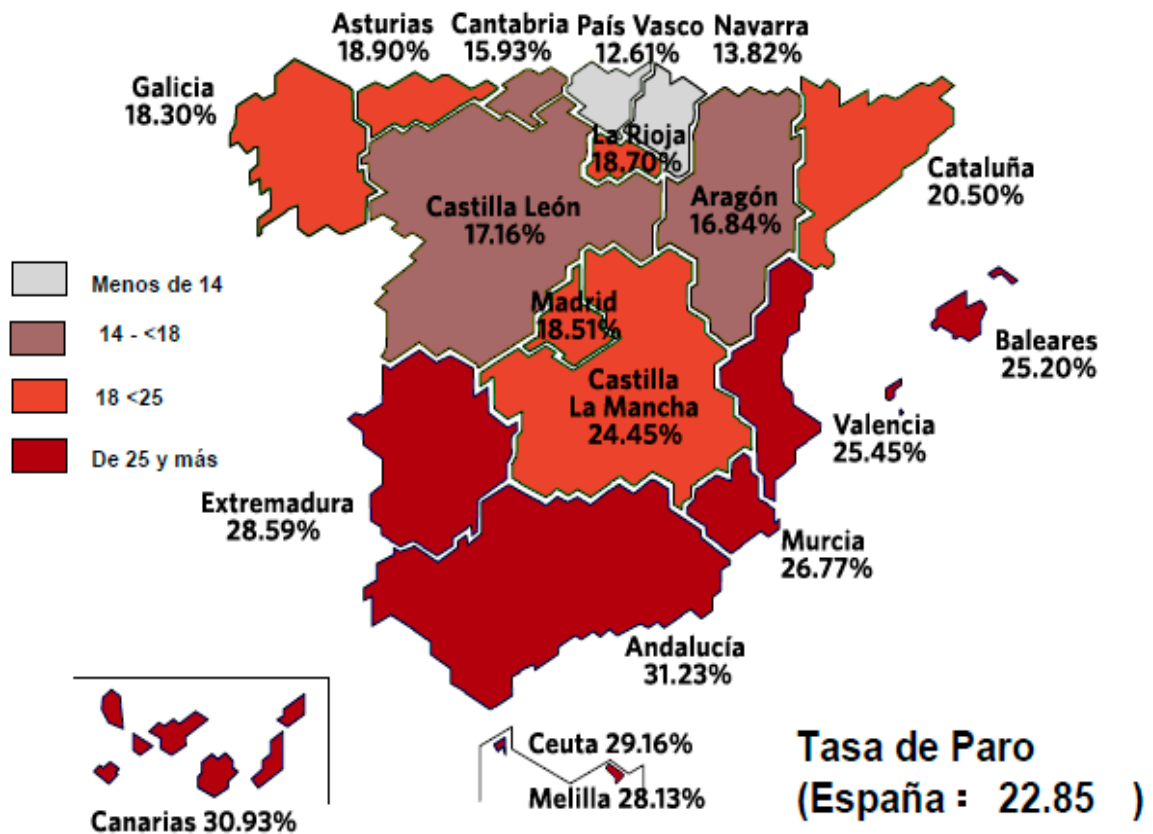 Asturias
18.90%
Cantabria
15.93%
País Vasco
12.61%
Navarra
13.82%
Galicia
18.30%
La Rioja
18.70%
Cataluña
20.50%
Castilla León
17.16%
Aragón
16.84%
Menos de 14
14 - <18
18 <25
De 25 y más
Madrid
18.51%
Baleares
25.20%
Castilla
La Mancha
24.45%
Valencia
25.45%
Extremadura
28.59%
Murcia
26.77%
Andalucía
31.23%
Ceuta 29.16%
Melilla 28.13%
Canarias 30.93%
Tasa de Paro
(España : 22.85 )